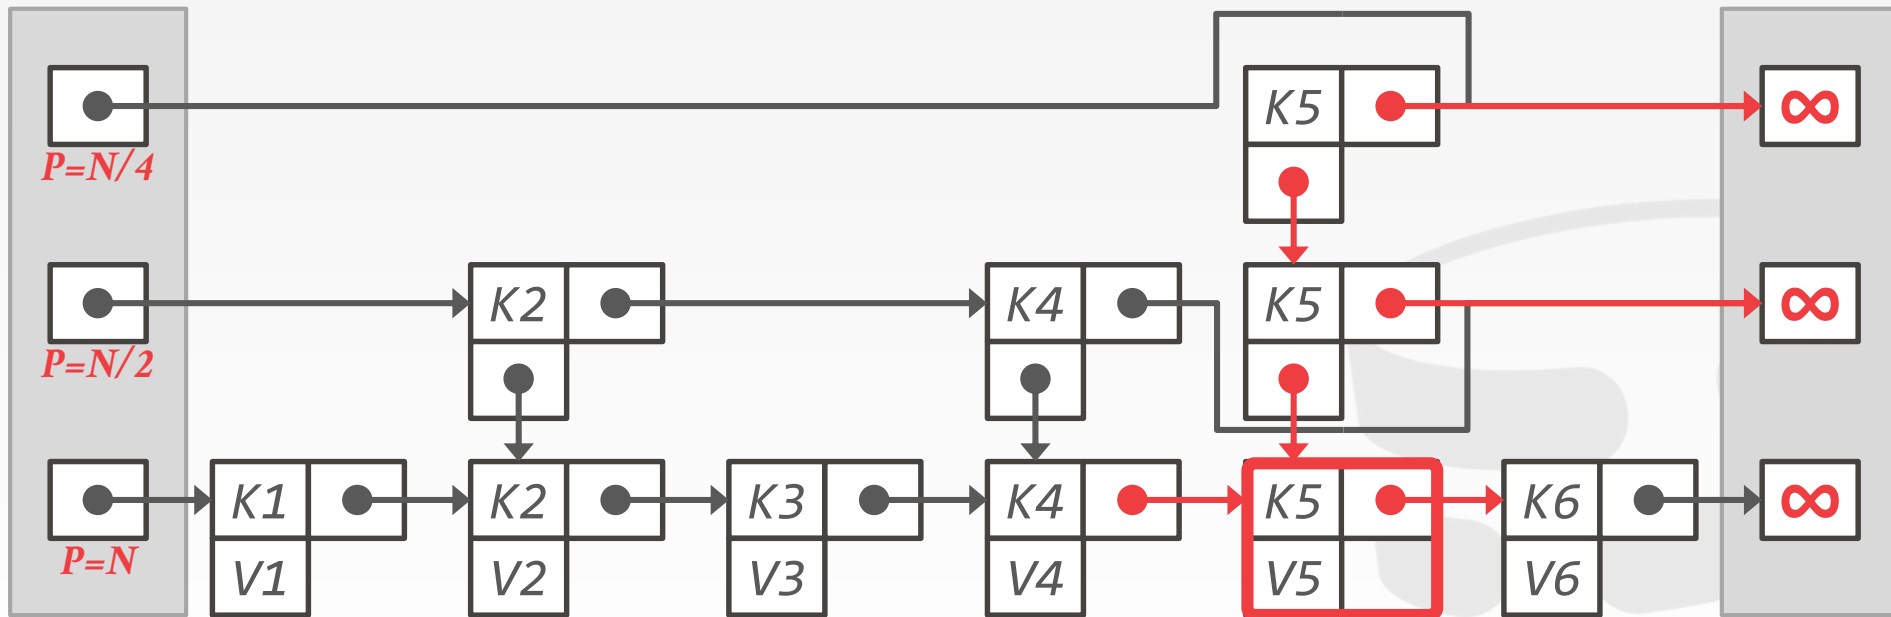 K5 ∞
P=N/4
K2 K4 K5 ∞
P=N/2
K1 K2 K3 K4 K5 K6 ∞
P=N
V1 V2 V3 V4 V5 V6